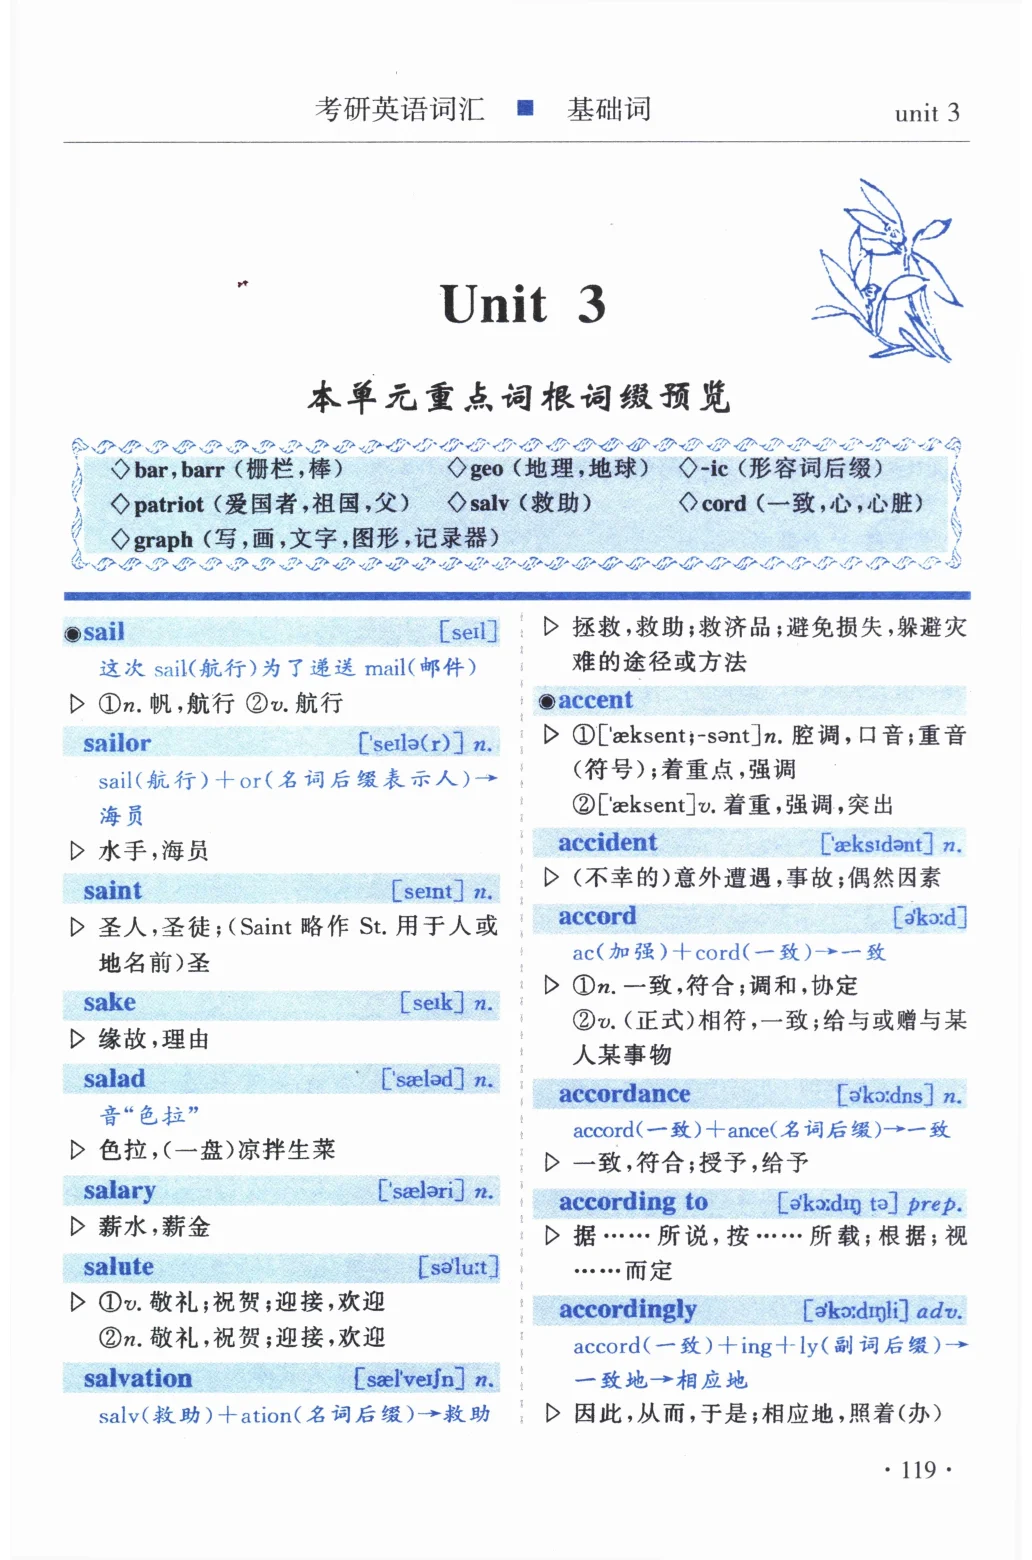 考研英语词汇 ■ 基础词 unit 3
Unit 3
本单元重点词根词缀预览
◇bar,barr(栅栏,棒) ◇geo(地理,地球) ◇-ic(形容词后缀)
◇patriot(爱国者,祖国,父) ◇salv(救助) ◇cord(一致,心,心脏)
◇graph(写,画,文字,图形,记录器)
◉sail [seɪl]
这次 sail(航行)为了递送 mail(邮件)
▷ ①n. 帆,航行 ②v. 航行
sailor ['seɪlə(r)] n.
sail(航行)+or(名词后缀表示人)→
海员
▷ 水手,海员
saint [seɪnt] n.
▷ 圣人,圣徒;(Saint 略作 St. 用于人或
地名前)圣
sake [seɪk] n.
▷ 缘故,理由
salad ['sæləd] n.
音“色拉”
▷ 色拉,(一盘)凉拌生菜
salary ['sæləri] n.
▷ 薪水,薪金
salute [sə'lu:t]
▷ ①v. 敬礼;祝贺;迎接,欢迎
②n. 敬礼,祝贺;迎接,欢迎
salvation [sæl'veɪʃn] n.
salv(救助)+ation(名词后缀)→救助
▷ 拯救,救助;救济品;避免损失,躲避灾
难的途径或方法
◉accent
▷ ①['æksent;-sənt]n. 腔调,口音;重音
(符号);着重点,强调
②['æksent]v. 着重,强调,突出
accident ['æksɪdənt] n.
▷ (不幸的)意外遭遇,事故;偶然因素
accord [ə'kɔ:d]
ac(加强)+cord(一致)→一致
▷ ①n. 一致,符合;调和,协定
②v. (正式)相符,一致;给与或赠与某
人某事物
accordance [ə'kɔ:dns] n.
accord(一致)+ance(名词后缀)→一致
▷ 一致,符合;授予,给予
according to [ə'kɔ:dɪŋ tə] prep.
▷ 据……所说,按……所载;根据;视
……而定
accordingly [ə'kɔ:dɪŋli] adv.
accord(一致)+ing+ly(副词后缀)→
一致地→相应地
▷ 因此,从而,于是;相应地,照着(办)
·119·